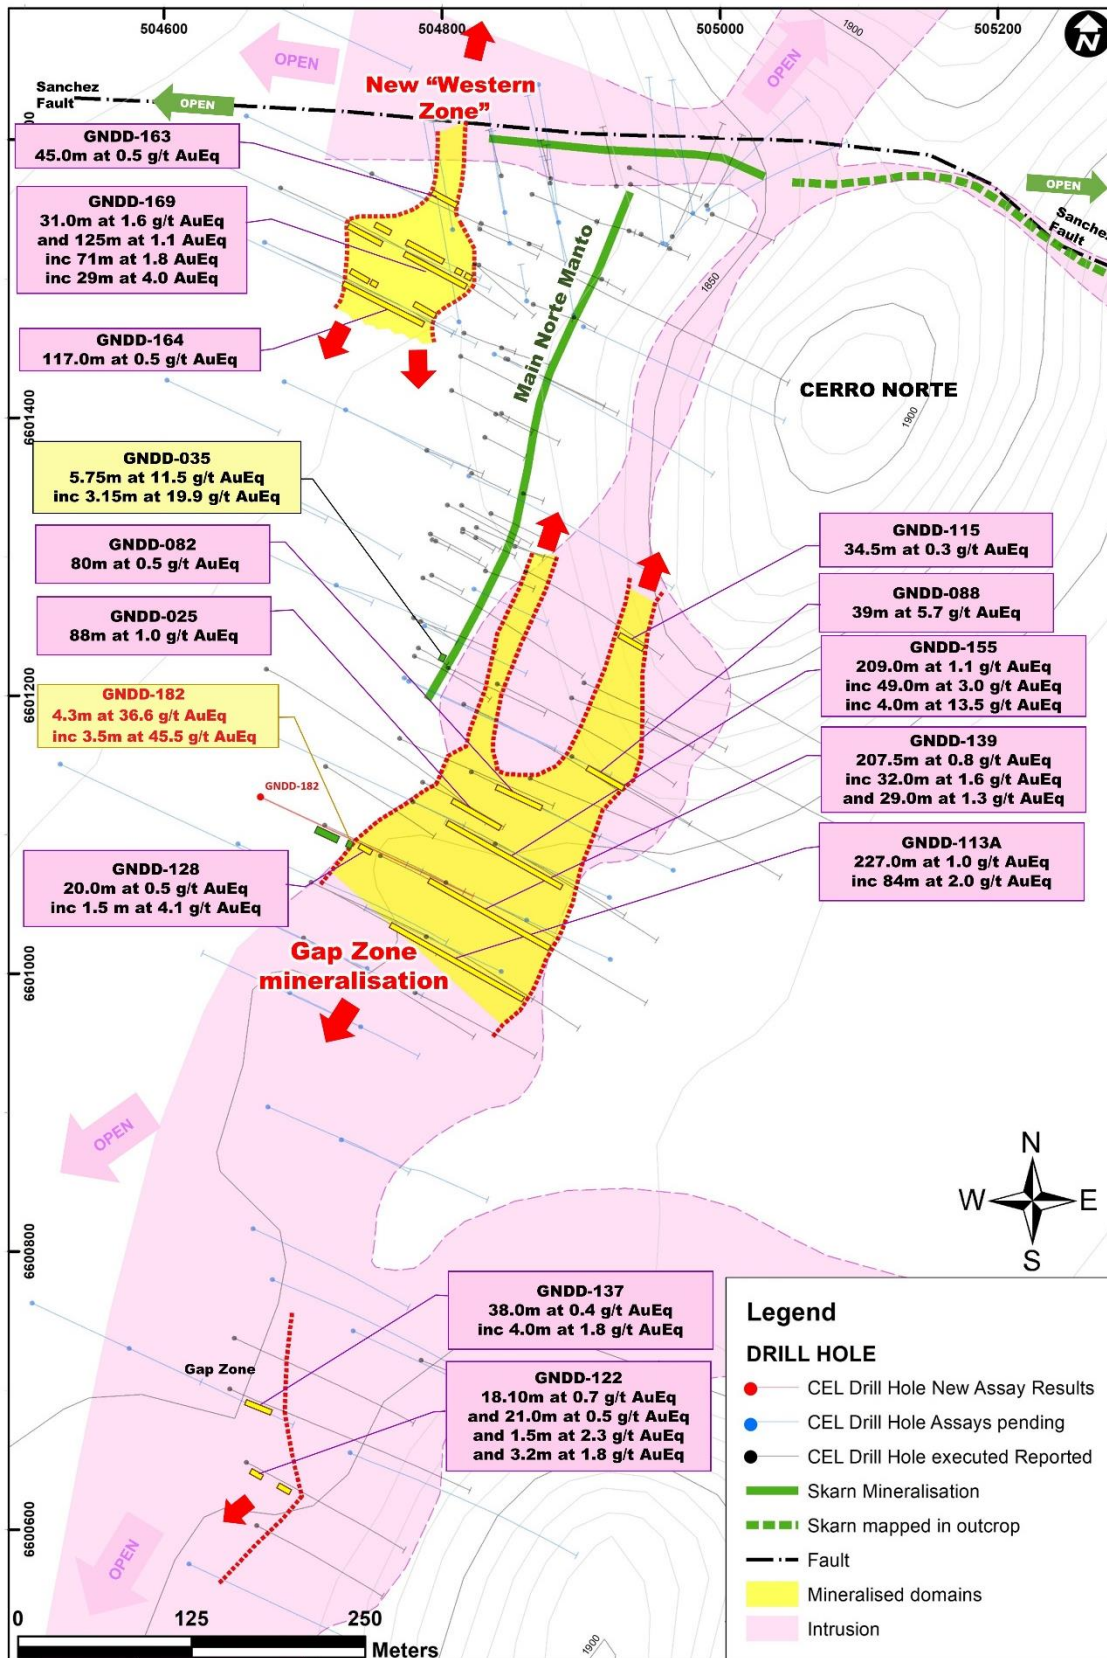 504600
504800
505000
505200
1900
N
OPEN
OPEN
New "Western
Zone"
Sanchez
Fault
OPEN
GNDD-163
45.0m at 0.5 g/t AuEq
OPEN
Sanchez
Fault
GNDD-169
31.0m at 1.6 g/t AuEq
and 125m at 1.1 AuEq
inc 71m at 1.8 AuEq
inc 29m at 4.0 AuEq
1850
Main Norte Manto
GNDD-164
117.0m at 0.5 g/t AuEq
CERRO NORTE
1900
6601400
GNDD-035
5.75m at 11.5 g/t AuEq
inc 3.15m at 19.9 g/t AuEq
GNDD-082
80m at 0.5 g/t AuEq
GNDD-115
34.5m at 0.3 g/t AuEq
GNDD-025
88m at 1.0 g/t AuEq
GNDD-088
39m at 5.7 g/t AuEq
GNDD-155
209.0m at 1.1 g/t AuEq
inc 49.0m at 3.0 g/t AuEq
inc 4.0m at 13.5 g/t AuEq
6601200
GNDD-182
4.3m at 36.6 g/t AuEq
inc 3.5m at 45.5 g/t AuEq
GNDD-139
207.5m at 0.8 g/t AuEq
inc 32.0m at 1.6 g/t AuEq
and 29.0m at 1.3 g/t AuEq
GNDD-182
GNDD-113A
227.0m at 1.0 g/t AuEq
inc 84m at 2.0 g/t AuEq
GNDD-128
20.0m at 0.5 g/t AuEq
inc 1.5 m at 4.1 g/t AuEq
Gap Zone
mineralisation
6601000
OPEN
N
W
E
S
6600800
GNDD-137
38.0m at 0.4 g/t AuEq
inc 4.0m at 1.8 g/t AuEq
Gap Zone
GNDD-122
18.10m at 0.7 g/t AuEq
and 21.0m at 0.5 g/t AuEq
and 1.5m at 2.3 g/t AuEq
and 3.2m at 1.8 g/t AuEq
6600600
OPEN
1900
0
125
250
Meters
Legend
DRILL HOLE
CEL Drill Hole New Assay Results
CEL Drill Hole Assays pending
CEL Drill Hole executed Reported
Skarn Mineralisation
Skarn mapped in outcrop
Fault
Mineralised domains
Intrusion